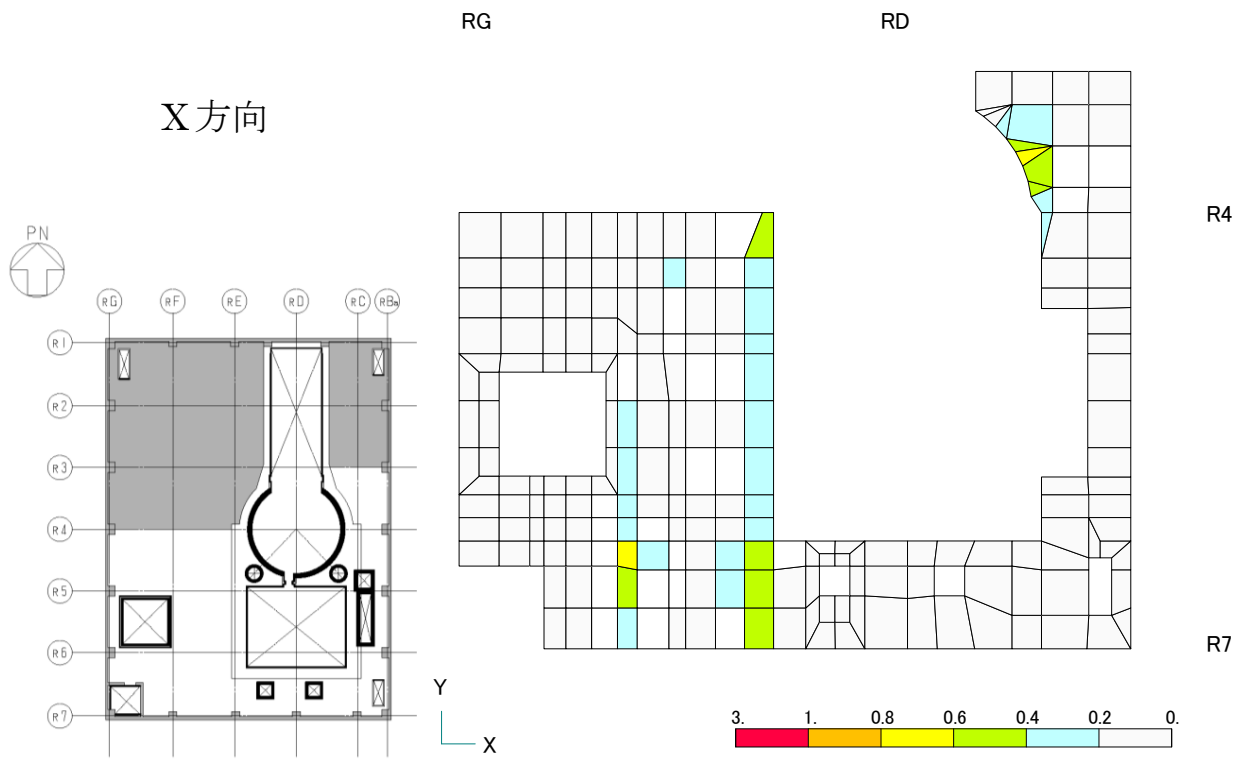 RG RD
X 方向
R4
PN
RG RF RE RD RC RBa
R1
R2
R3
R4
R5
R6
R7
R7
Y
X
3. 1. 0.8 0.6 0.4 0.2 0.